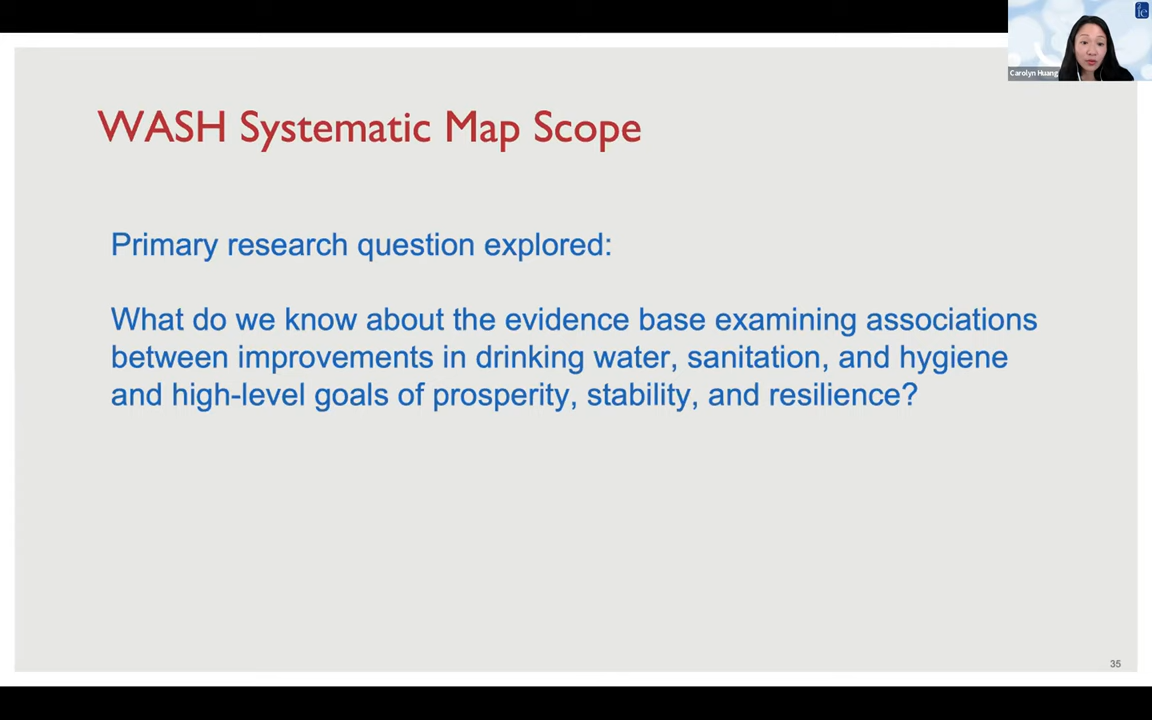 Carolyn Huang
WASH Systematic Map Scope
Primary research question explored:
What do we know about the evidence base examining associations
between improvements in drinking water, sanitation, and hygiene
and high-level goals of prosperity, stability, and resilience?
35